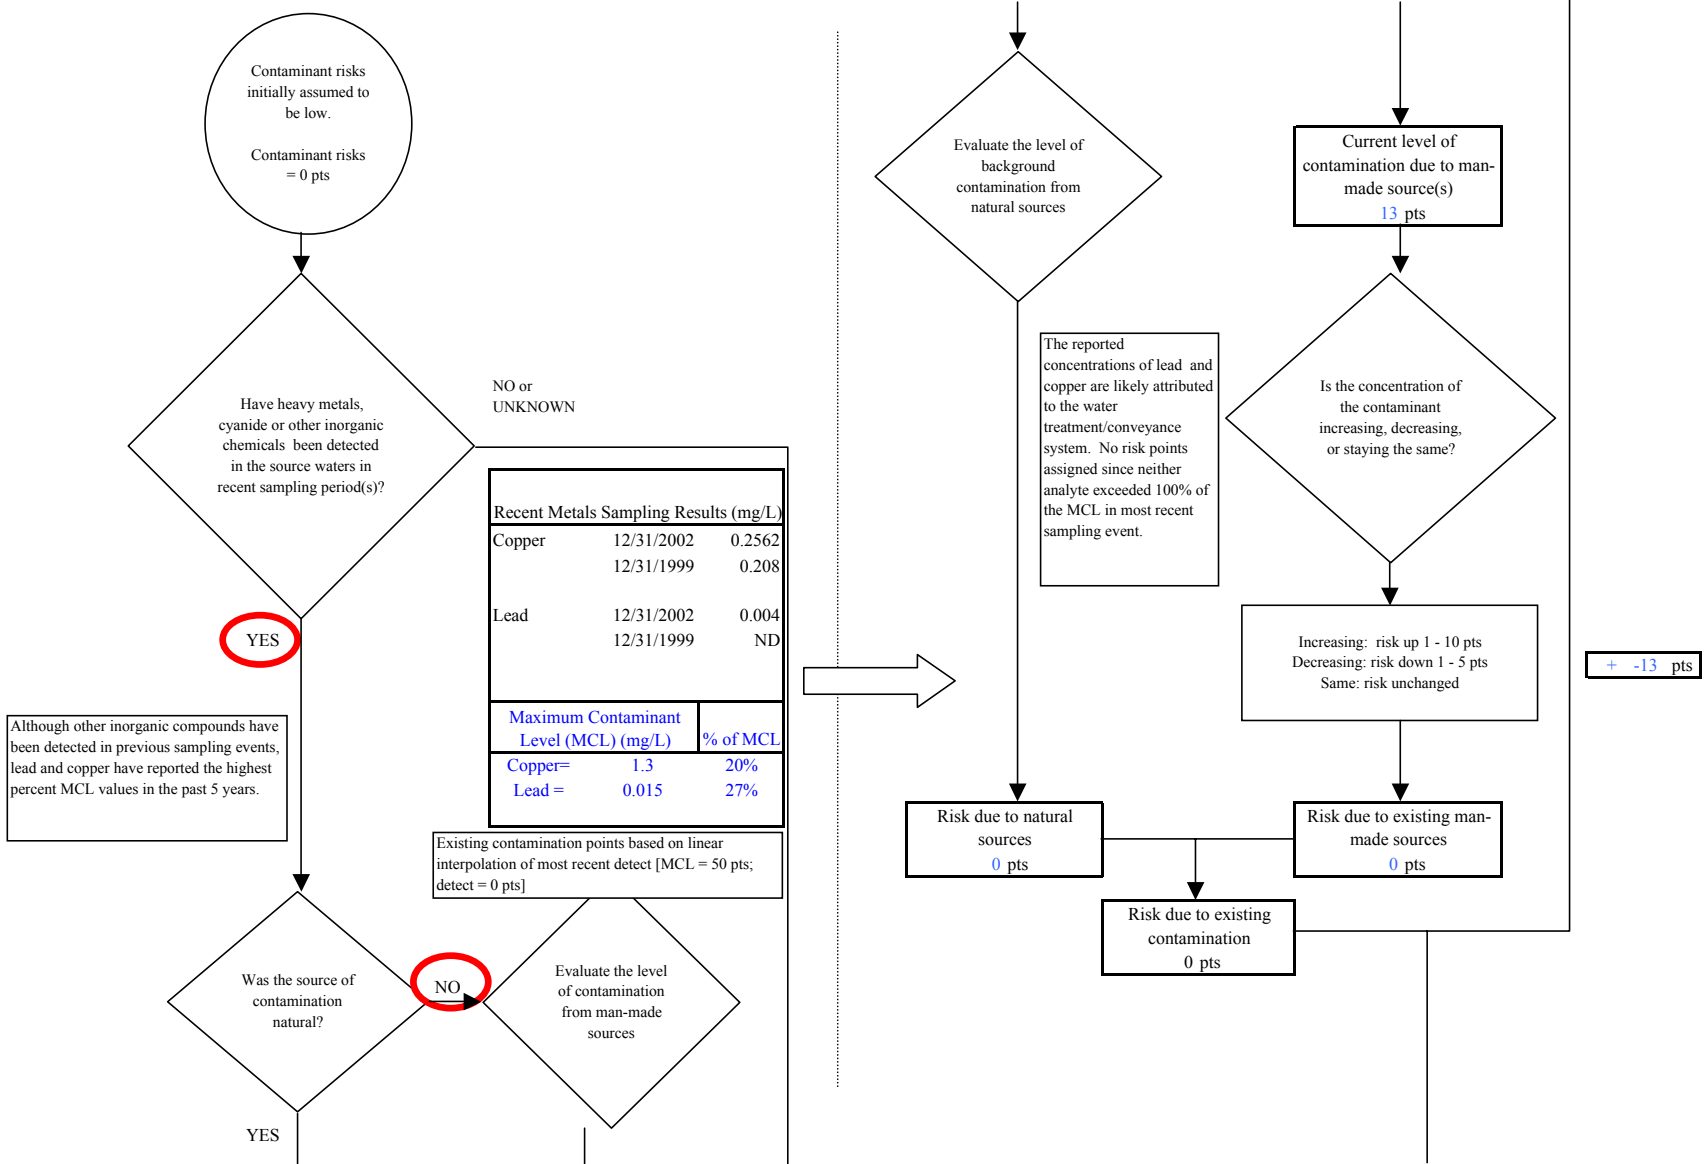 Contaminant risks
initially assumed to
be low.
Contaminant risks
= 0 pts
Have heavy metals,
cyanide or other inorganic
chemicals been detected
in the source waters in
recent sampling period(s)?
NO or
UNKNOWN
YES
Recent Metals Sampling Results (mg/L)
Copper 12/31/2002 0.2562
12/31/1999 0.208
Lead 12/31/2002 0.004
12/31/1999 ND
Maximum Contaminant
Level (MCL) (mg/L) % of MCL
Copper= 1.3 20%
Lead = 0.015 27%
Although other inorganic compounds have
been detected in previous sampling events,
lead and copper have reported the highest
percent MCL values in the past 5 years.
Existing contamination points based on linear
interpolation of most recent detect [MCL = 50 pts;
detect = 0 pts]
Was the source of
contamination
natural?
NO
Evaluate the level
of contamination
from man-made
sources
YES
Evaluate the level of
background
contamination from
natural sources
Current level of
contamination due to man-
made source(s)
13 pts
The reported
concentrations of lead and
copper are likely attributed
to the water
treatment/conveyance
system. No risk points
assigned since neither
analyte exceeded 100% of
the MCL in most recent
sampling event.
Is the concentration of
the contaminant
increasing, decreasing,
or staying the same?
Increasing: risk up 1 - 10 pts
Decreasing: risk down 1 - 5 pts
Same: risk unchanged
+ -13 pts
Risk due to natural
sources
0 pts
Risk due to existing man-
made sources
0 pts
Risk due to existing
contamination
0 pts